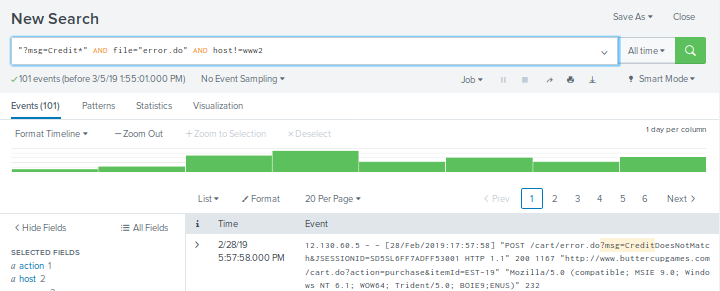 New Search
Save As Close
"?msg=Credit*" AND file="error.do" AND host!=www2
All time
101 events (before 3/5/19 1:55:01.000 PM) No Event Sampling Job Smart Mode
Events (101) Patterns Statistics Visualization
Format Timeline — Zoom Out + Zoom to Selection × Deselect 1 day per column
List Format 20 Per Page < Prev 1 2 3 4 5 6 Next >
< Hide Fields All Fields i Time Event
SELECTED FIELDS
a action 1
a host 2
> 2/28/19
5:57:58.000 PM
12.130.60.5 - - [28/Feb/2019:17:57:58] "POST /cart/error.do?msg=CreditDoesNotMatc
h&JSESSIONID=SD5SL6FF7ADFF53001 HTTP 1.1" 200 1167 "http://www.buttercupgames.com
/cart.do?action=purchase&itemId=EST-19" "Mozilla/5.0 (compatible; MSIE 9.0; Windo
ws NT 6.1; WOW64; Trident/5.0; BOIE9;ENUS)" 232